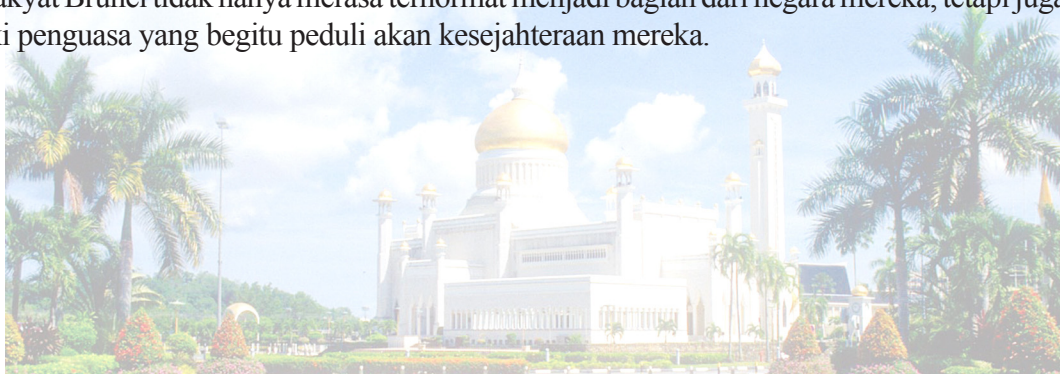 akyat Brunei tidak hanya merasa terhormat menjadi bagian dari negara mereka, tetapi juga
ki penguasa yang begitu peduli akan kesejahteraan mereka.